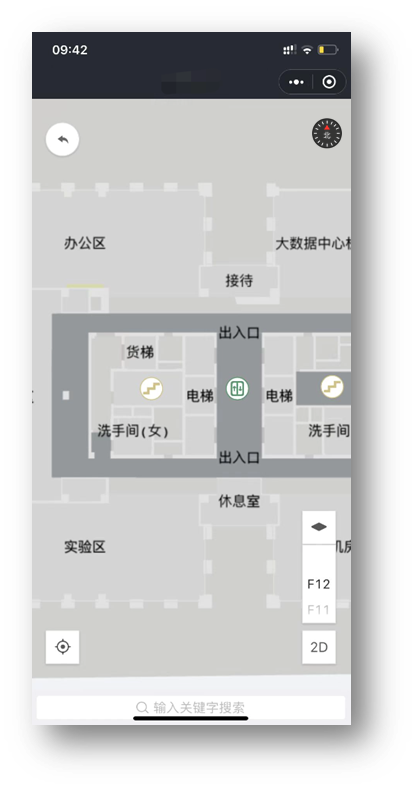 09:42
北
办公区
大数据中心
接待
出入口
货梯
电梯
电梯
洗手间(女)
洗手间
出入口
休息室
实验区
机房
F12
F11
2D
输入关键字搜索